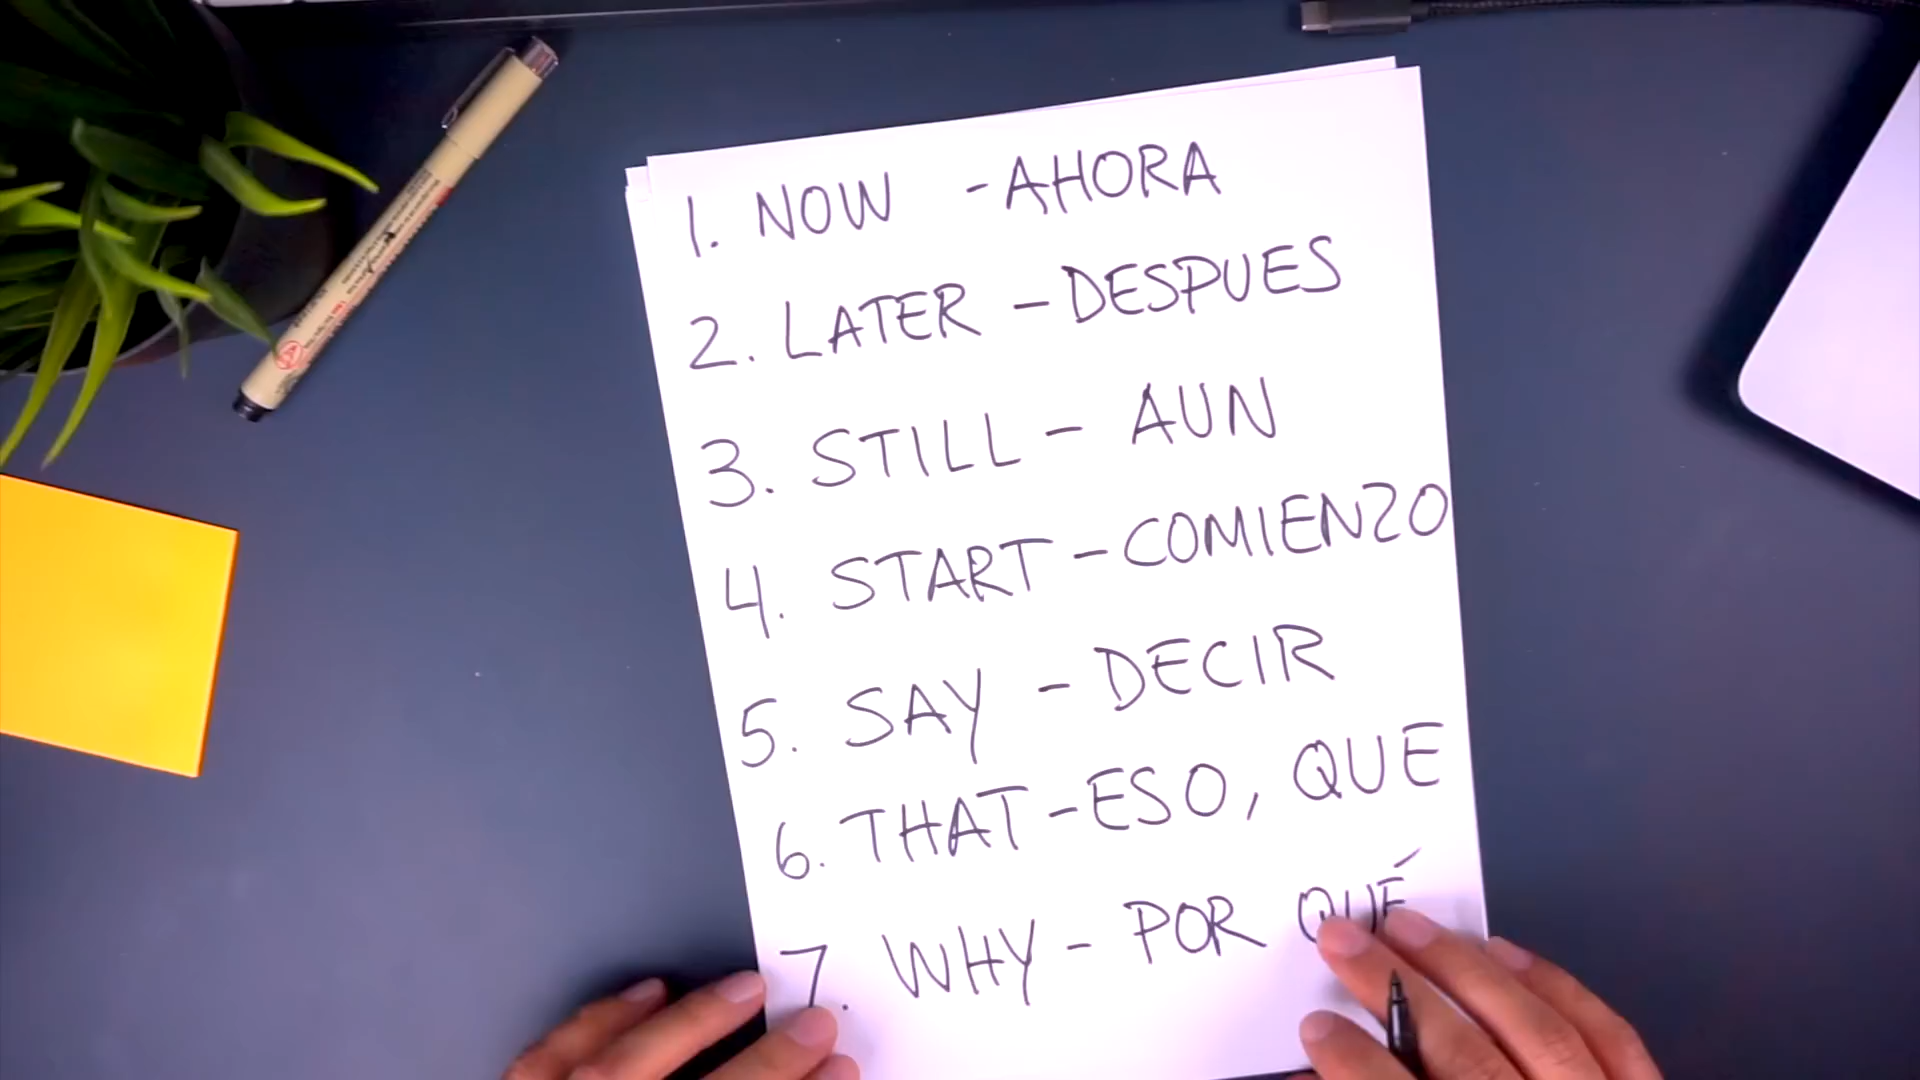 1. NOW - AHORA
2. LATER - DESPUES
3. STILL - AUN
4. START - COMIENZO
5. SAY - DECIR
6. THAT - ESO, QUE
7. WHY - POR QUÉ